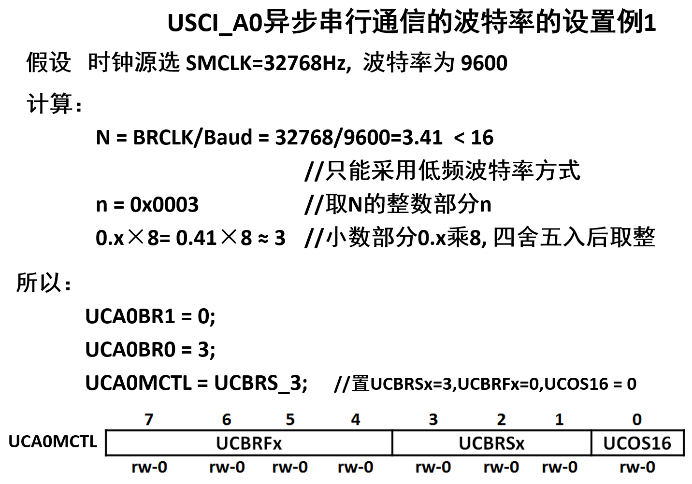 USCI_A0异步串行通信的波特率的设置例1
假设 时钟源选 SMCLK=32768Hz, 波特率为 9600
计算：
N = BRCLK/Baud = 32768/9600=3.41 < 16
//只能采用低频波特率方式
n = 0x0003 //取N的整数部分n
0.x×8= 0.41×8 ≈ 3 //小数部分0.x乘8, 四舍五入后取整
所以：
UCA0BR1 = 0;
UCA0BR0 = 3;
UCA0MCTL = UCBRS_3; //置UCBRSx=3,UCBRFx=0,UCOS16 = 0
7 6 5 4 3 2 1 0
UCA0MCTL UCBRFx UCBRSx UCOS16
rw-0 rw-0 rw-0 rw-0 rw-0 rw-0 rw-0 rw-0